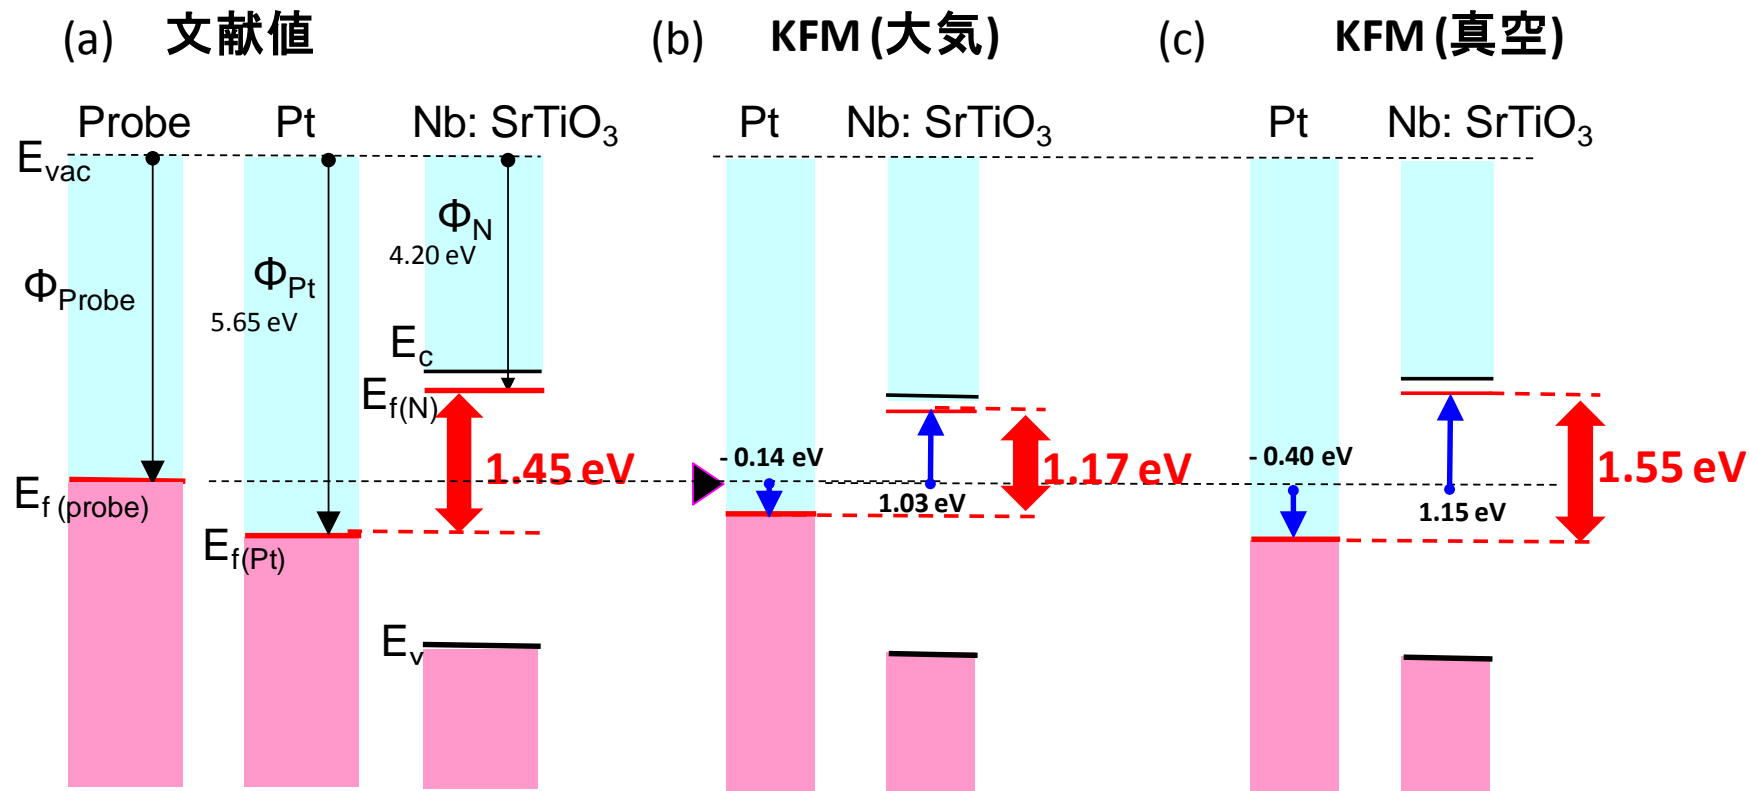 (a) 文献値
Probe
Pt
Nb: SrTiO3
Evac
ΦProbe
ΦPt
5.65 eV
ΦN
4.20 eV
Ec
Ef(N)
1.45 eV
Ef (probe)
Ef(Pt)
Ev
(b) KFM (大気)
Pt
Nb: SrTiO3
- 0.14 eV
1.03 eV
1.17 eV
(c) KFM (真空)
Pt
Nb: SrTiO3
- 0.40 eV
1.15 eV
1.55 eV